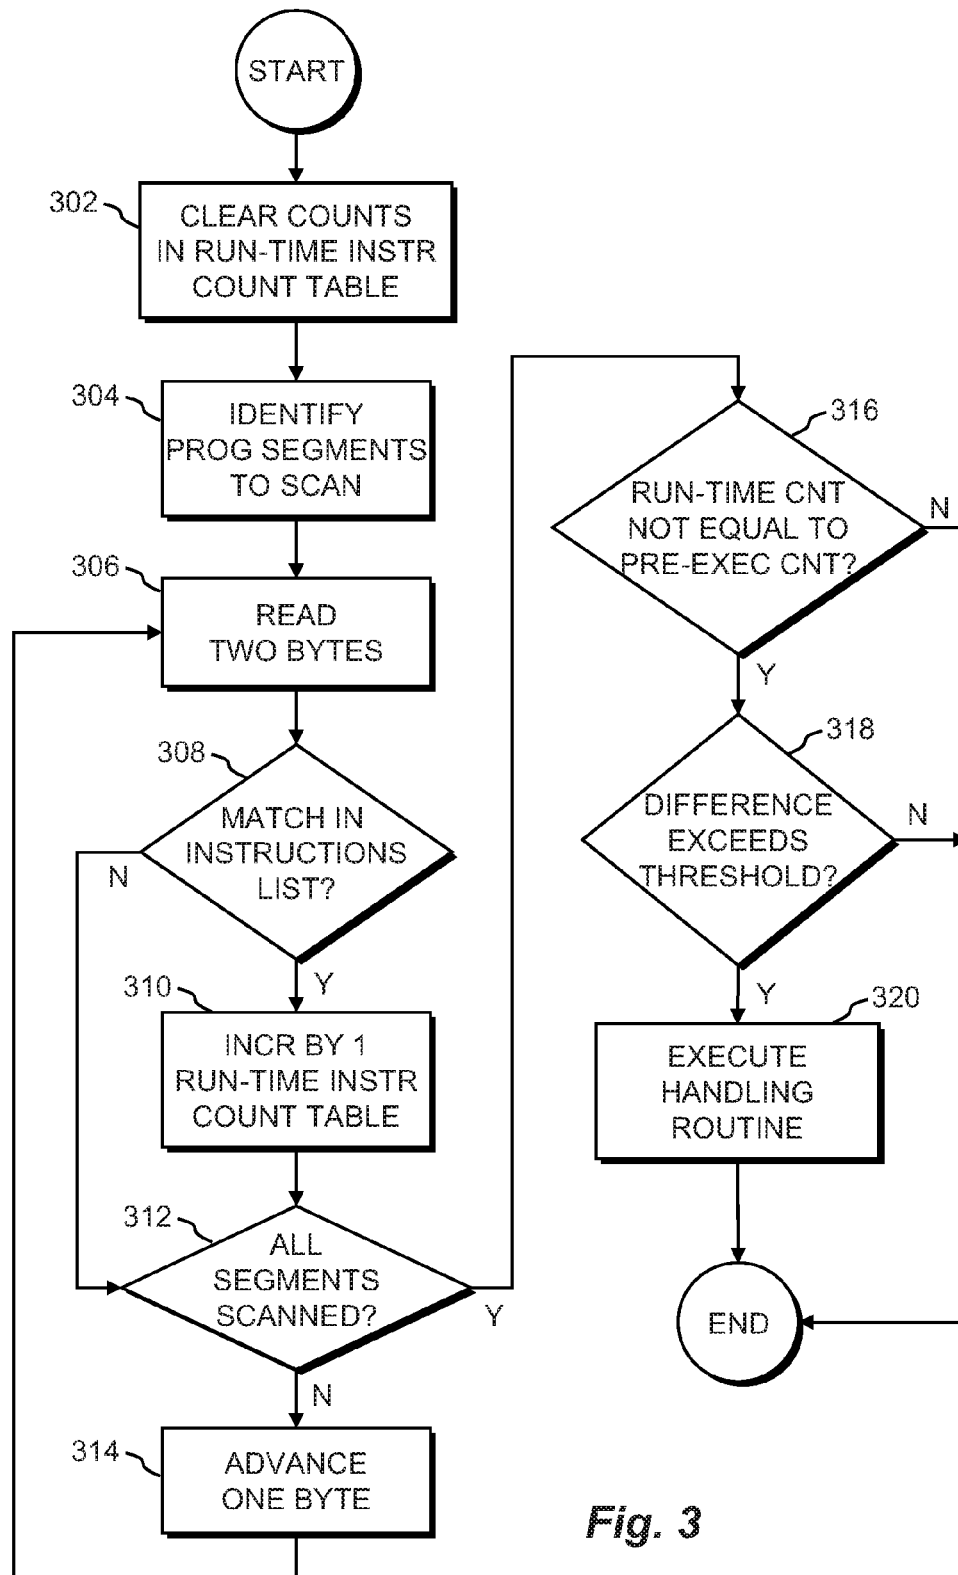 START
302
CLEAR COUNTS
IN RUN-TIME INSTR
COUNT TABLE
304
IDENTIFY
PROG SEGMENTS
TO SCAN
306
READ
TWO BYTES
308
MATCH IN
INSTRUCTIONS
LIST?
N
Y
310
INCR BY 1
RUN-TIME INSTR
COUNT TABLE
312
ALL
SEGMENTS
SCANNED?
Y
N
314
ADVANCE
ONE BYTE
316
RUN-TIME CNT
NOT EQUAL TO
PRE-EXEC CNT?
N
Y
318
DIFFERENCE
EXCEEDS
THRESHOLD?
N
Y
320
EXECUTE
HANDLING
ROUTINE
END
Fig. 3